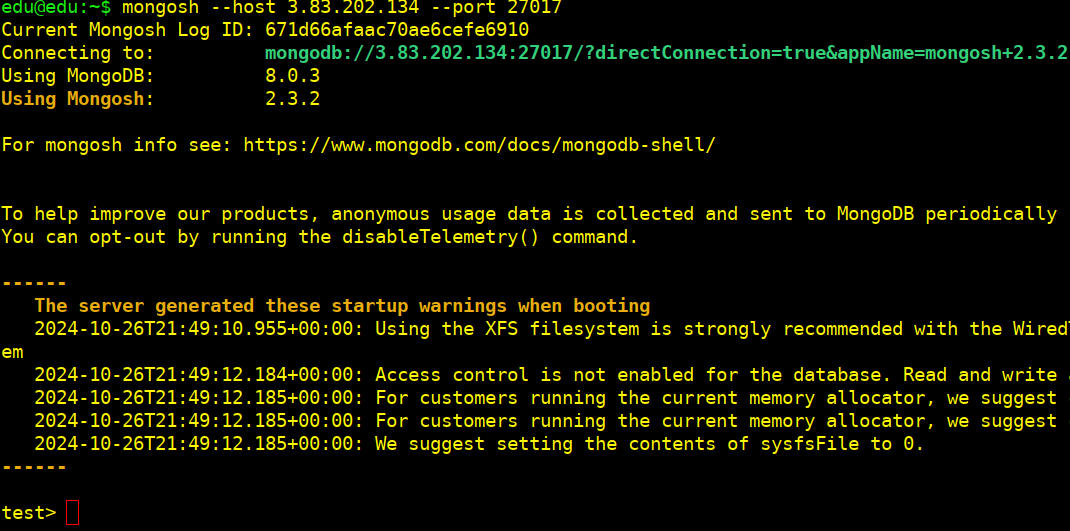 edu@edu:~$ mongosh --host 3.83.202.134 --port 27017
Current Mongosh Log ID: 671d66afaac70ae6cefe6910
Connecting to:          mongodb://3.83.202.134:27017/?directConnection=true&appName=mongosh+2.3.2
Using MongoDB:          8.0.3
Using Mongosh:          2.3.2
For mongosh info see: https://www.mongodb.com/docs/mongodb-shell/
To help improve our products, anonymous usage data is collected and sent to MongoDB periodically
You can opt-out by running the disableTelemetry() command.
------
   The server generated these startup warnings when booting
   2024-10-26T21:49:10.955+00:00: Using the XFS filesystem is strongly recommended with the Wired
em
   2024-10-26T21:49:12.184+00:00: Access control is not enabled for the database. Read and write
   2024-10-26T21:49:12.185+00:00: For customers running the current memory allocator, we suggest
   2024-10-26T21:49:12.185+00:00: For customers running the current memory allocator, we suggest
   2024-10-26T21:49:12.185+00:00: We suggest setting the contents of sysfsFile to 0.
------
test>